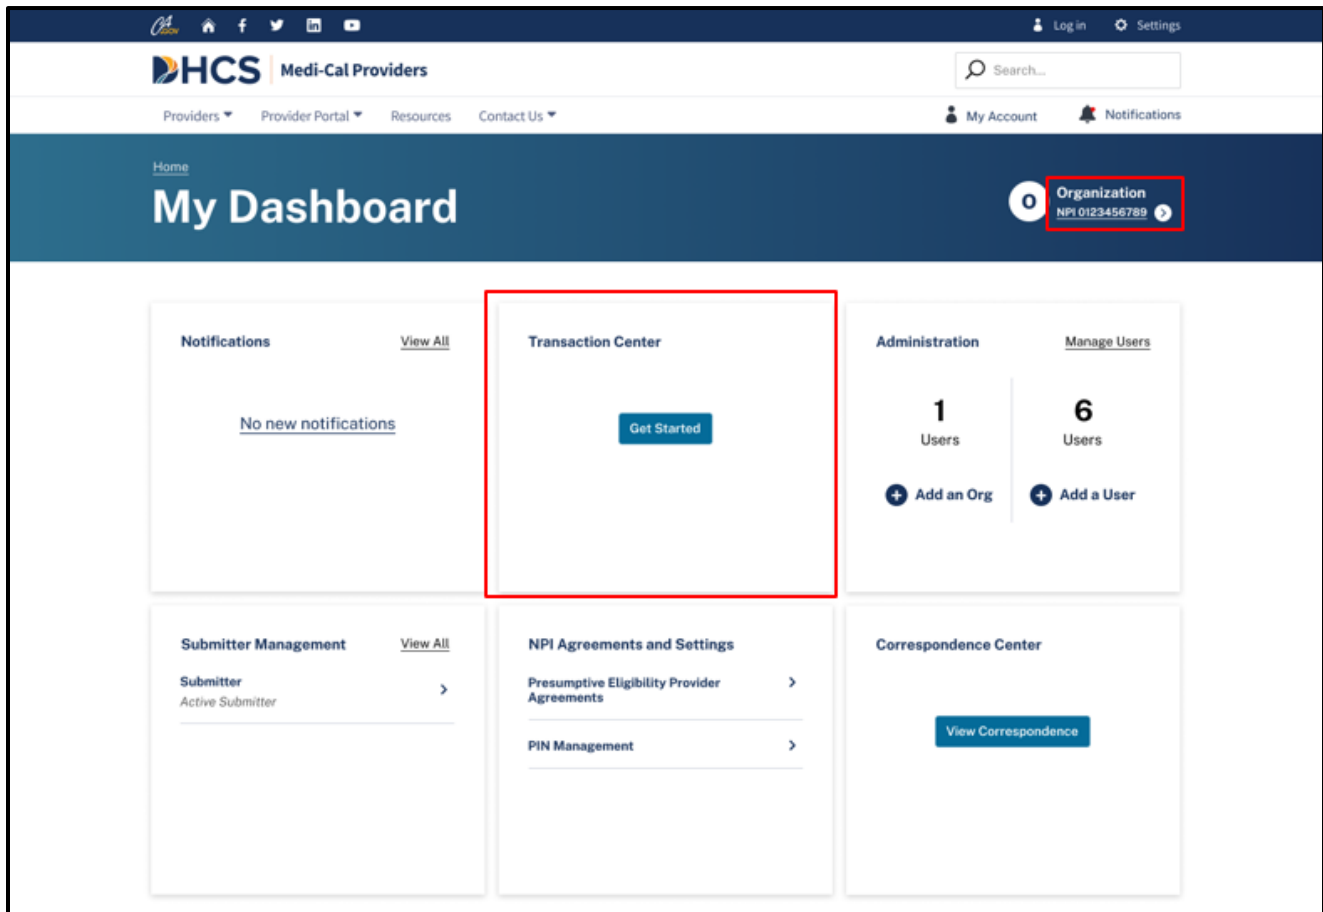 CA.GOV
Log in
Settings
DHCS Medi-Cal Providers
Search...
Providers
Provider Portal
Resources
Contact Us
My Account
Notifications
Home
My Dashboard
O
Organization
NPI 0123456789
Notifications
View All
No new notifications
Transaction Center
Get Started
Administration
Manage Users
1
Users
Add an Org
6
Users
Add a User
Submitter Management
View All
Submitter
Active Submitter
NPI Agreements and Settings
Presumptive Eligibility Provider
Agreements
PIN Management
Correspondence Center
View Correspondence